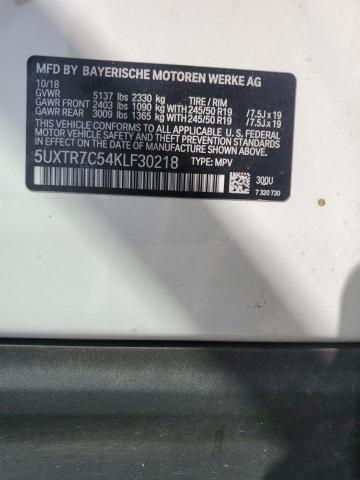 MFD BY BAYERISCHE MOTOREN WERKE AG
10/18
GVWR 5137 lbs 2330 kg TIRE / RIM
GAWR FRONT 2403 lbs 1090 kg WITH 245/50 R19 /7.5J x 19
GAWR REAR 3009 lbs 1365 kg WITH 245/50 R19 /7.5J x 19
THIS VEHICLE CONFORMS TO ALL APPLICABLE FEDERAL MOTOR VEHICLE SAFETY, BUMPER, AND THEFT PREVENTION STANDARDS IN EFFECT ON THE DATE OF MANUFACTURE SHOWN ABOVE.
5UXTR7C54KLF30218 TYPE: MPV
300U
7 320 730